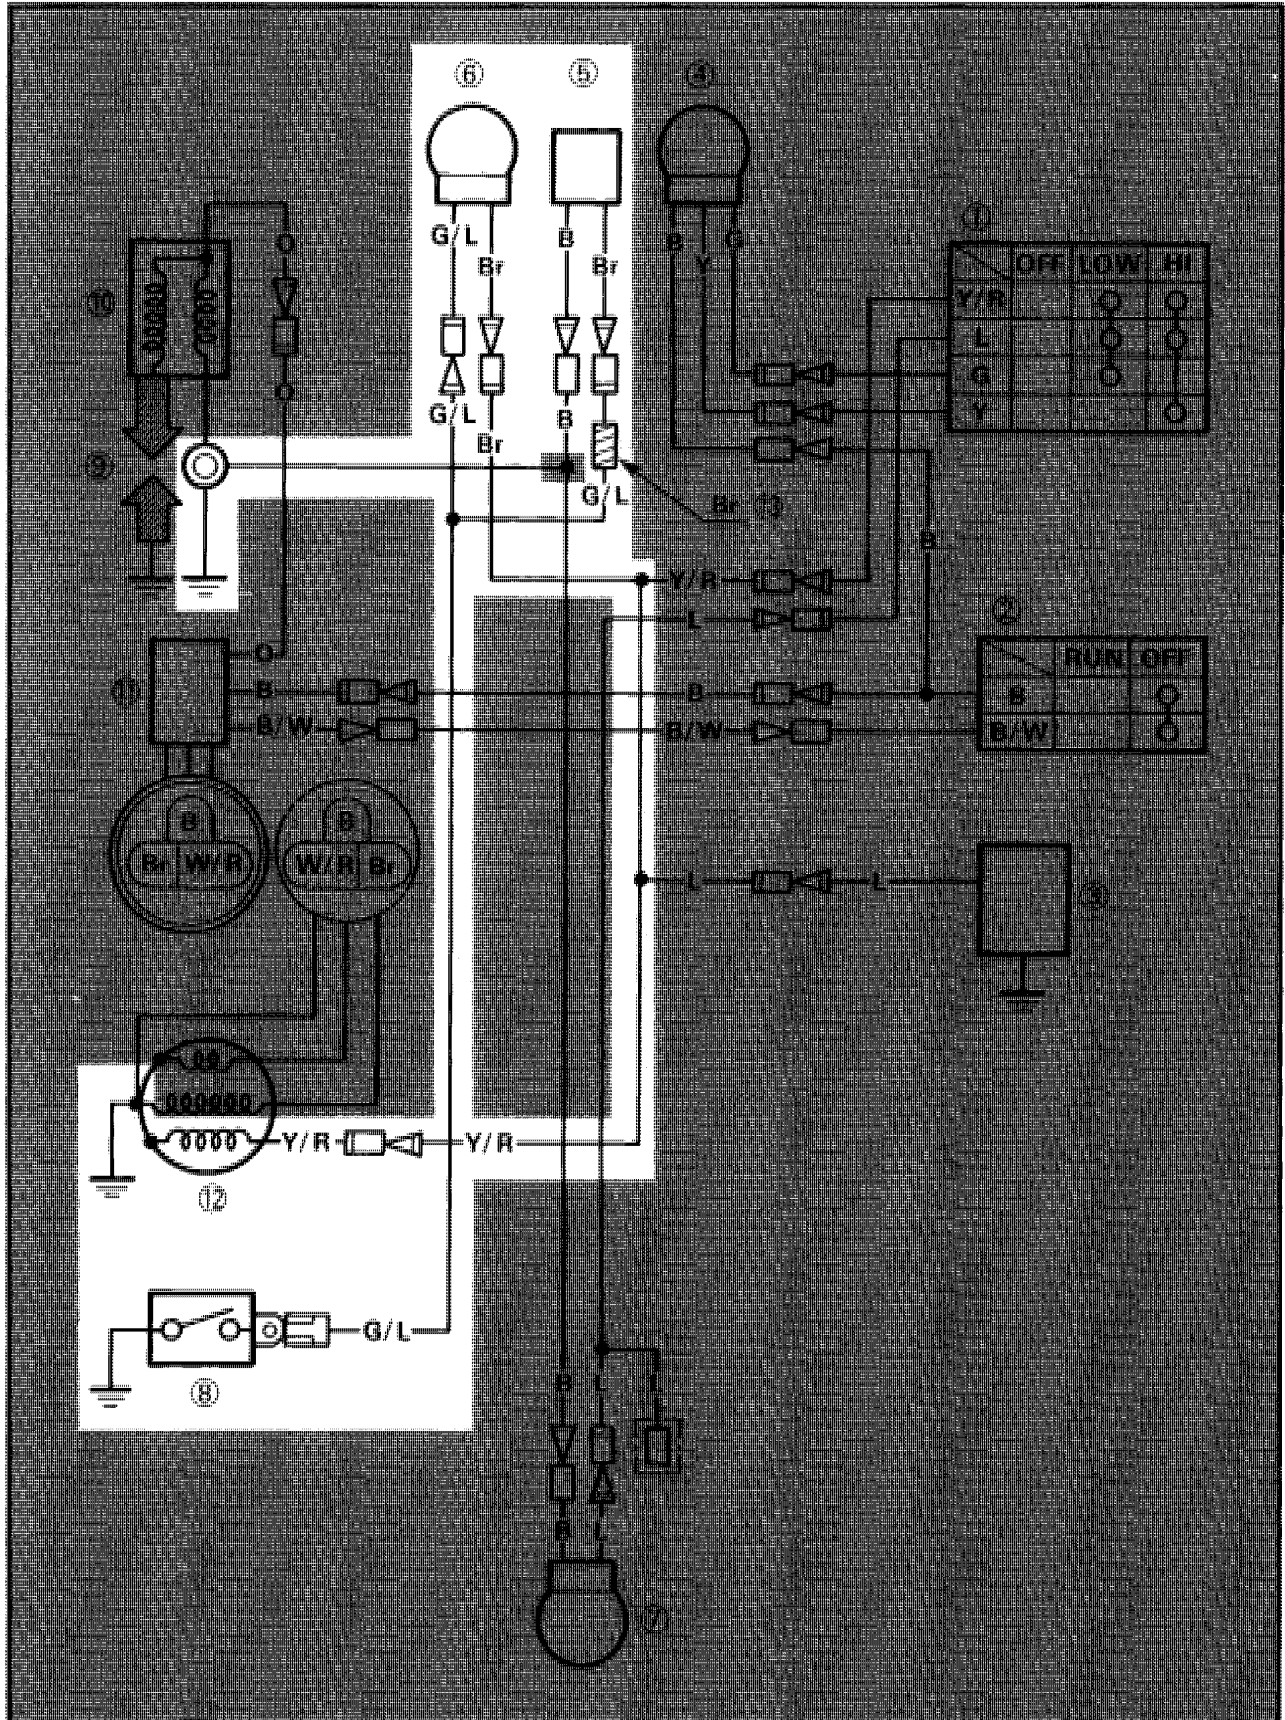 ⑥ ⑤ ④
G/L B B Y G
Br Br
①
OFF LOW HI
Y/R
L
G
Y
⑩ O
O
G/L B
Br
⑨
G/L
Br ⑬
B
Y/R
L
②
RUN OFF
B
B/W
O
⑪ B B
B/W B/W
B B
Br W/R W/R Br
L L
③
Y/R Y/R
⑫
G/L
⑧
B L L
B L
⑦